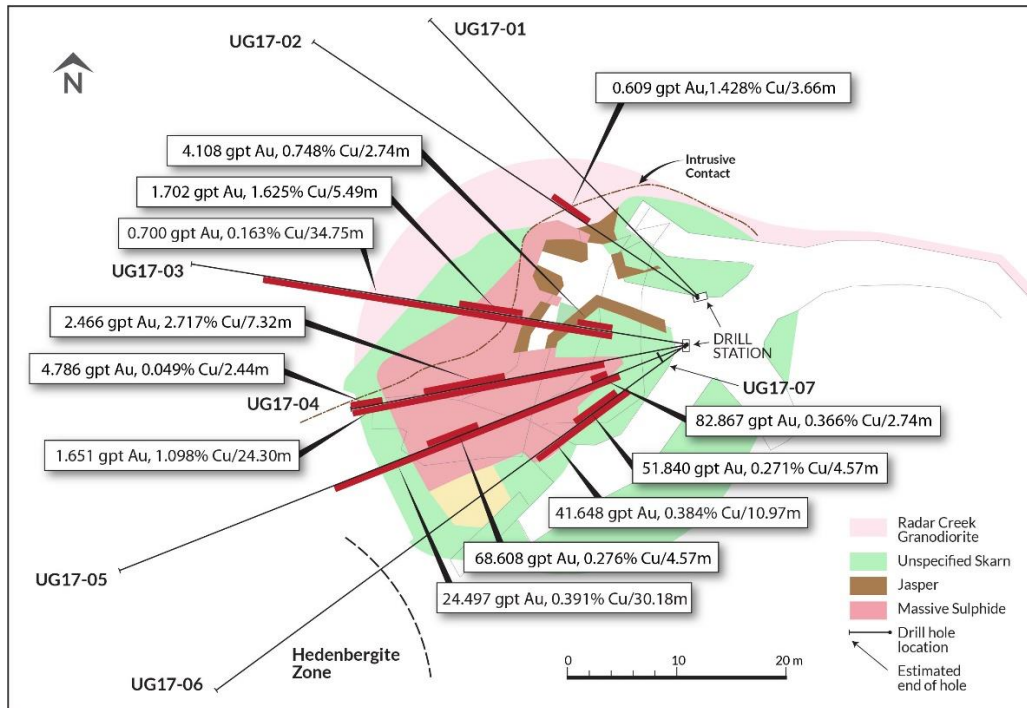 UG17-01
UG17-02
N
0.609 gpt Au,1.428% Cu/3.66m
4.108 gpt Au, 0.748% Cu/2.74m
Intrusive
Contact
1.702 gpt Au, 1.625% Cu/5.49m
0.700 gpt Au, 0.163% Cu/34.75m
UG17-03
2.466 gpt Au, 2.717% Cu/7.32m
DRILL
STATION
4.786 gpt Au, 0.049% Cu/2.44m
UG17-07
UG17-04
82.867 gpt Au, 0.366% Cu/2.74m
1.651 gpt Au, 1.098% Cu/24.30m
51.840 gpt Au, 0.271% Cu/4.57m
41.648 gpt Au, 0.384% Cu/10.97m
68.608 gpt Au, 0.276% Cu/4.57m
UG17-05
24.497 gpt Au, 0.391% Cu/30.18m
Hedenbergite
Zone
UG17-06
Radar Creek
Granodiorite
Unspecified Skarn
Jasper
Massive Sulphide
Drill hole
location
Estimated
end of hole
0 10 20 m